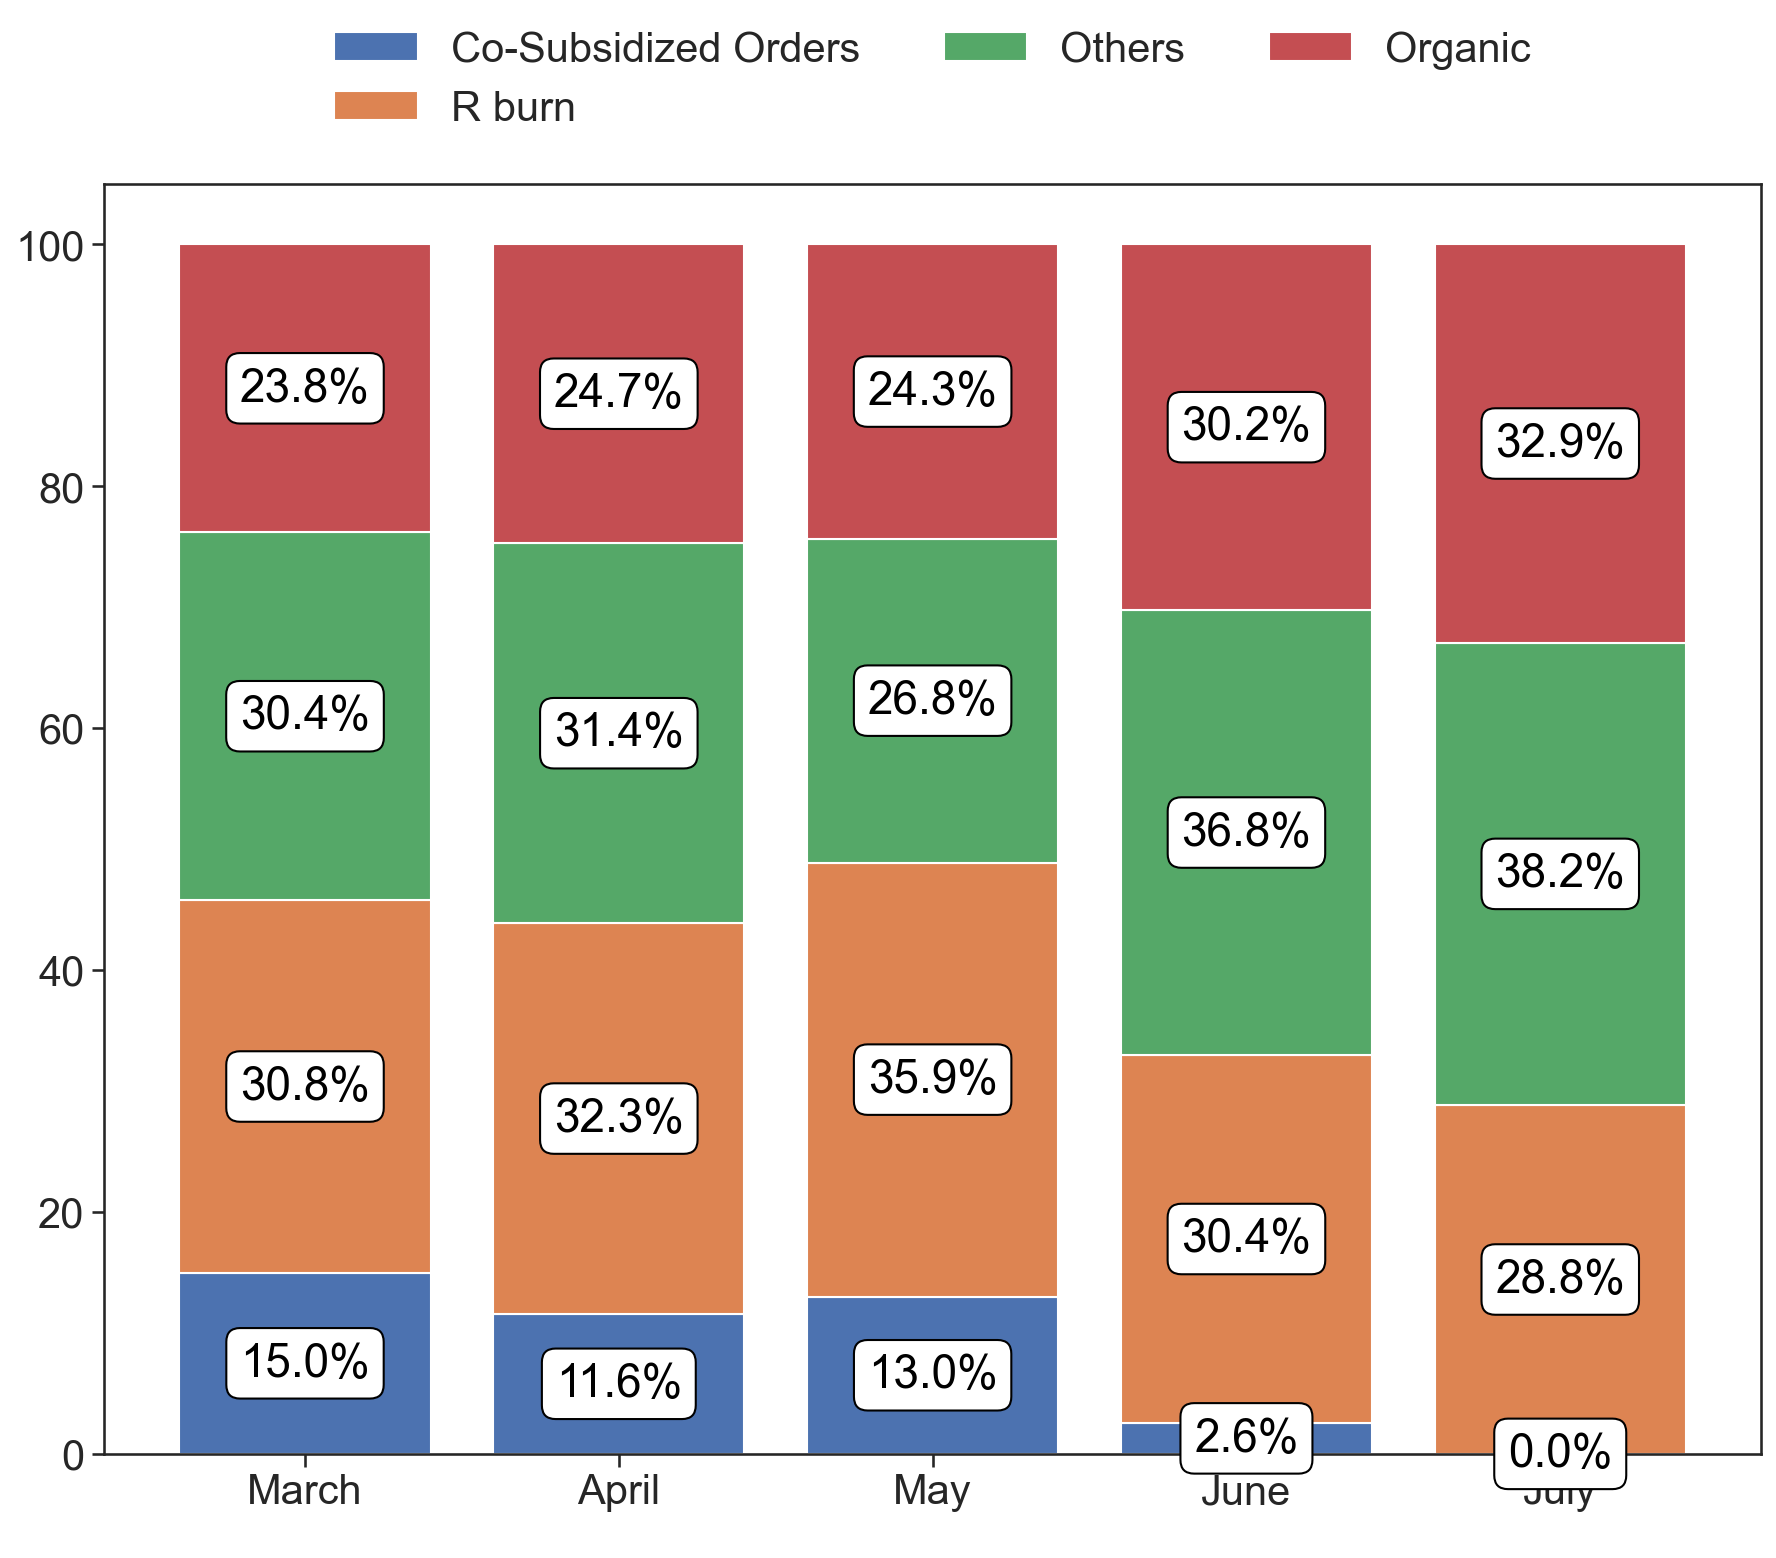 Co-Subsidized Orders
R burn
Others
Organic
100
80
60
40
20
0
23.8%
24.7%
24.3%
30.2%
32.9%
30.4%
31.4%
26.8%
36.8%
38.2%
30.8%
32.3%
35.9%
30.4%
28.8%
15.0%
11.6%
13.0%
2.6%
0.0%
March
April
May
June
July